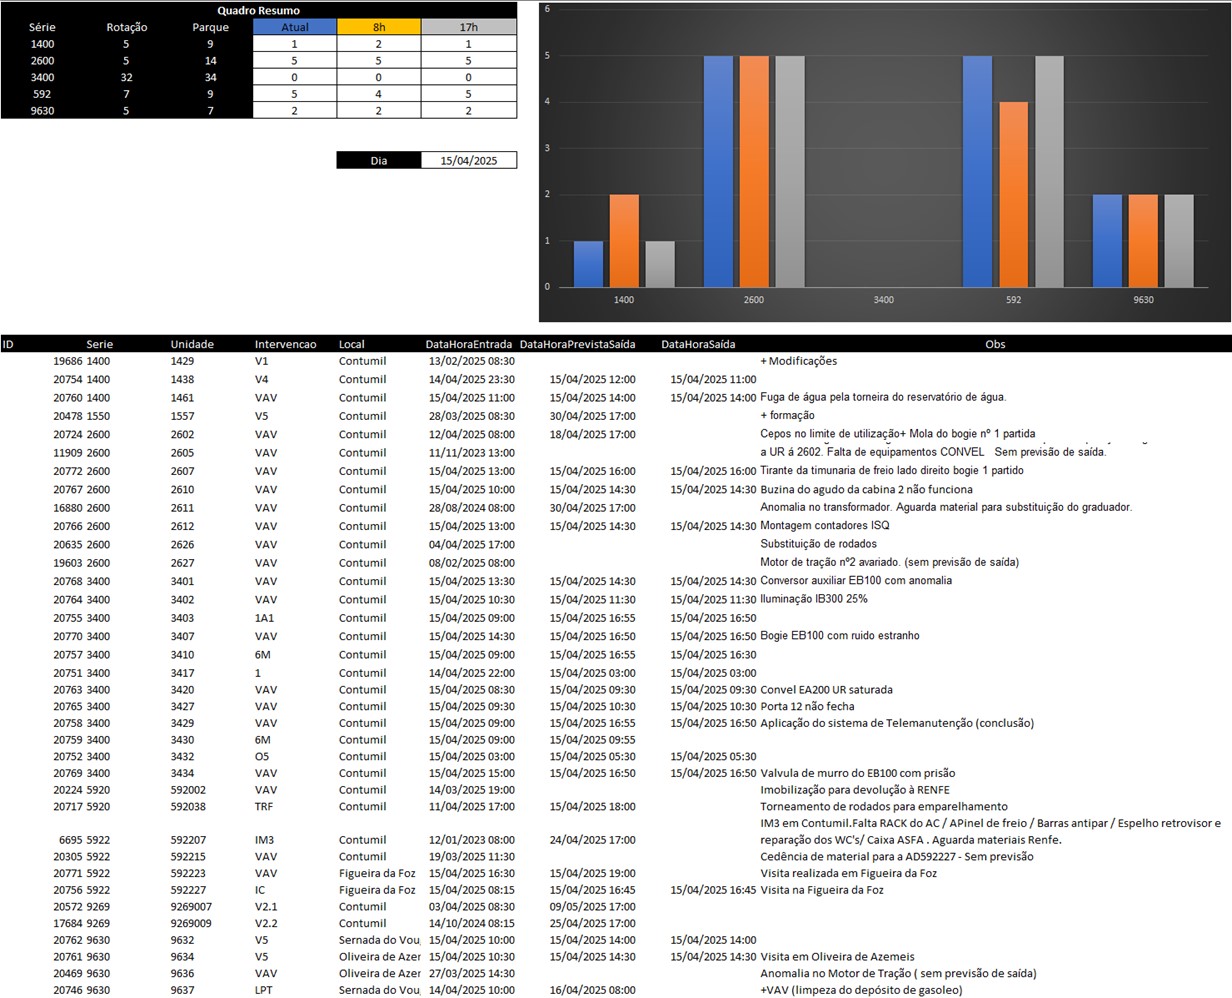 Quadro Resumo
Série Rotação Parque Atual 8h 17h
1400 5 9 1 2 1
2600 5 14 5 5 5
3400 32 34 0 0 0
592 7 9 5 4 5
9630 5 7 2 2 2
Dia 15/04/2025
6
5
4
3
2
1
0
1400 2600 3400 592 9630
ID Serie Unidade Intervencao Local DataHoraEntrada DataHoraPrevistaSaída DataHoraSaída Obs
19686 1400 1429 V1 Contumil 13/02/2025 08:30 + Modificações
20754 1400 1438 V4 Contumil 14/04/2025 23:30 15/04/2025 12:00 15/04/2025 11:00
20760 1400 1461 VAV Contumil 15/04/2025 11:00 15/04/2025 14:00 15/04/2025 14:00 Fuga de água pela torneira do reservatório de água.
20478 1550 1557 V5 Contumil 28/03/2025 08:30 30/04/2025 17:00 + formação
20724 2600 2602 VAV Contumil 12/04/2025 08:00 18/04/2025 17:00 Cepos no limite de utilização+ Mola do bogie nº 1 partida
11909 2600 2605 VAV Contumil 11/11/2023 13:00 a UR á 2602. Falta de equipamentos CONVEL Sem previsão de saída.
20772 2600 2607 VAV Contumil 15/04/2025 13:00 15/04/2025 16:00 15/04/2025 16:00 Tirante da timunaria de freio lado direito bogie 1 partido
20767 2600 2610 VAV Contumil 15/04/2025 10:00 15/04/2025 14:30 15/04/2025 14:30 Buzina do agudo da cabina 2 não funciona
16880 2600 2611 VAV Contumil 28/08/2024 08:00 30/04/2025 17:00 Anomalia no transformador. Aguarda material para substituição do graduador.
20766 2600 2612 VAV Contumil 15/04/2025 13:00 15/04/2025 14:30 15/04/2025 14:30 Montagem contadores ISQ
20635 2600 2626 VAV Contumil 04/04/2025 17:00 Substituição de rodados
19603 2600 2627 VAV Contumil 08/02/2025 08:00 Motor de tração nº2 avariado. (sem previsão de saída)
20768 3400 3401 VAV Contumil 15/04/2025 13:30 15/04/2025 14:30 15/04/2025 14:30 Conversor auxiliar EB100 com anomalia
20764 3400 3402 VAV Contumil 15/04/2025 10:30 15/04/2025 11:30 15/04/2025 11:30 Iluminação IB300 25%
20755 3400 3403 1A1 Contumil 15/04/2025 09:00 15/04/2025 16:55 15/04/2025 16:50
20770 3400 3407 VAV Contumil 15/04/2025 14:30 15/04/2025 16:50 15/04/2025 16:50 Bogie EB100 com ruido estranho
20757 3400 3410 6M Contumil 15/04/2025 09:00 15/04/2025 16:55 15/04/2025 16:30
20751 3400 3417 1 Contumil 14/04/2025 22:00 15/04/2025 03:00 15/04/2025 03:00
20763 3400 3420 VAV Contumil 15/04/2025 08:30 15/04/2025 09:30 15/04/2025 09:30 Convel EA200 UR saturada
20765 3400 3427 VAV Contumil 15/04/2025 09:30 15/04/2025 10:30 15/04/2025 10:30 Porta 12 não fecha
20758 3400 3429 VAV Contumil 15/04/2025 09:00 15/04/2025 16:55 15/04/2025 16:50 Aplicação do sistema de Telemanutenção (conclusão)
20759 3400 3430 6M Contumil 15/04/2025 09:00 15/04/2025 09:55
20752 3400 3432 O5 Contumil 15/04/2025 03:00 15/04/2025 05:30 15/04/2025 05:30
20769 3400 3434 VAV Contumil 15/04/2025 15:00 15/04/2025 16:50 15/04/2025 16:50 Valvula de murro do EB100 com prisão
20224 5920 592002 VAV Contumil 14/03/2025 19:00 Imobilização para devolução à RENFE
20717 5920 592038 TRF Contumil 11/04/2025 17:00 15/04/2025 18:00 Torneamento de rodados para emparelhamento
IM3 em Contumil.Falta RACK do AC / APinel de freio / Barras antipar / Espelho retrovisor e
6695 5922 592207 IM3 Contumil 12/01/2023 08:00 24/04/2025 17:00 reparação dos WC's/ Caixa ASFA . Aguarda materiais Renfe.
20305 5922 592215 VAV Contumil 19/03/2025 11:30 Cedência de material para a AD592227 - Sem previsão
20771 5922 592223 VAV Figueira da Foz 15/04/2025 16:30 15/04/2025 19:00 Visita realizada em Figueira da Foz
20756 5922 592227 IC Figueira da Foz 15/04/2025 08:15 15/04/2025 16:45 15/04/2025 16:45 Visita na Figueira da Foz
20572 9269 9269007 V2.1 Contumil 03/04/2025 08:30 09/05/2025 17:00
17684 9269 9269009 V2.2 Contumil 14/10/2024 08:15 25/04/2025 17:00
20762 9630 9632 V5 Sernada do Vou 15/04/2025 10:00 15/04/2025 14:00 15/04/2025 14:00
20761 9630 9634 V5 Oliveira de Azer 15/04/2025 10:30 15/04/2025 14:30 15/04/2025 14:30 Visita em Oliveira de Azemeis
20469 9630 9636 VAV Oliveira de Azer 27/03/2025 14:30 Anomalia no Motor de Tração ( sem previsão de saída)
20746 9630 9637 LPT Sernada do Vou 14/04/2025 10:00 16/04/2025 08:00 +VAV (limpeza do depósito de gasoleo)